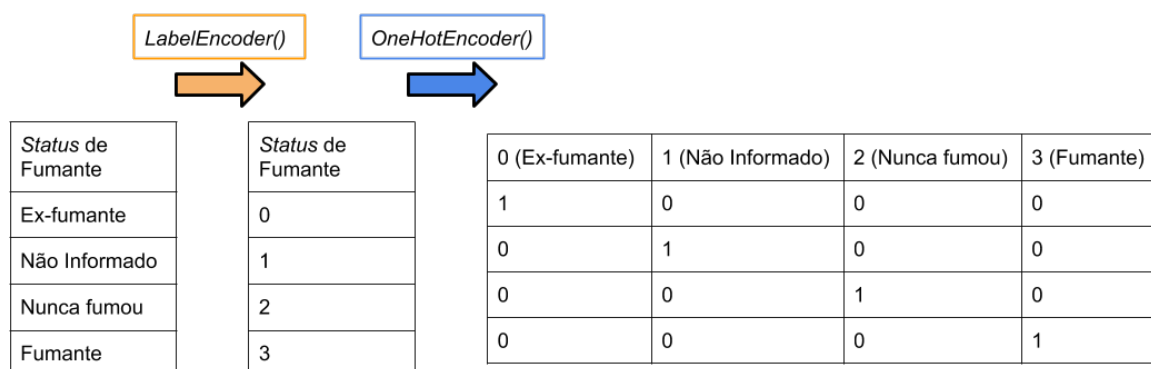 LabelEncoder()
OneHotEncoder()
Status de
Fumante
Ex-fumante
Não Informado
Nunca fumou
Fumante
Status de
Fumante
0
1
2
3
0 (Ex-fumante) 1 (Não Informado) 2 (Nunca fumou) 3 (Fumante)
1 0 0 0
0 1 0 0
0 0 1 0
0 0 0 1